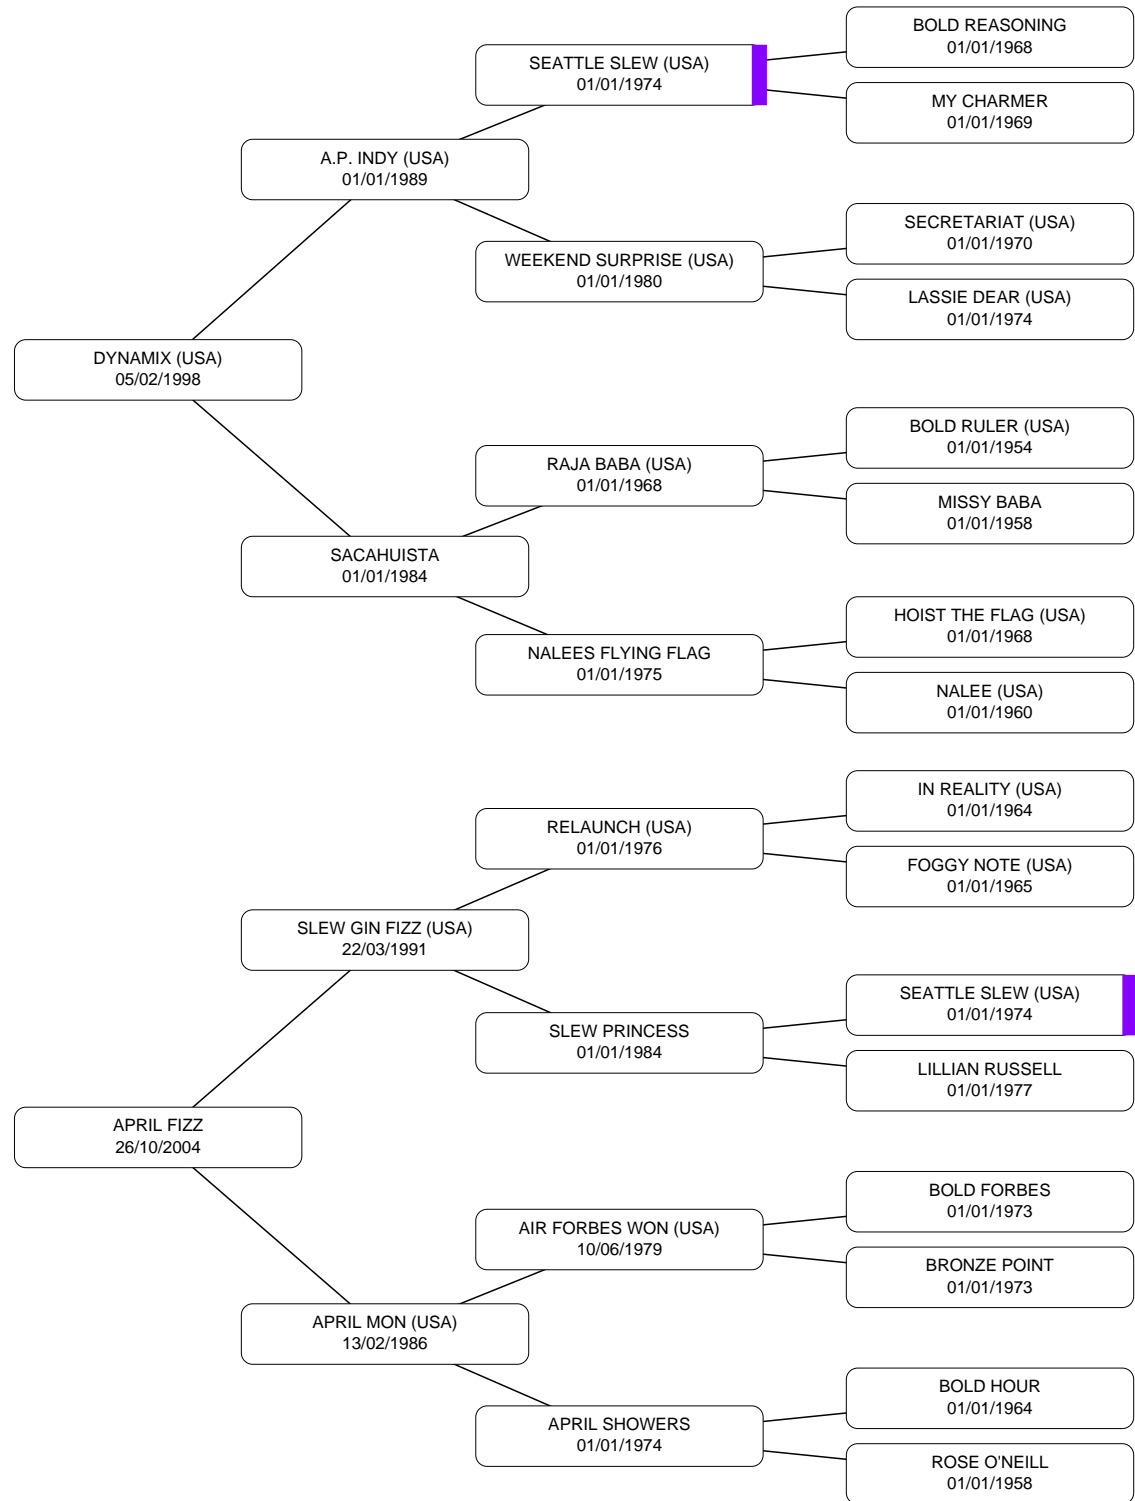 BOLD REASONING
01/01/1968
SEATTLE SLEW (USA)
01/01/1974
MY CHARMER
01/01/1969
A.P. INDY (USA)
01/01/1989
SECRETARIAT (USA)
01/01/1970
WEEKEND SURPRISE (USA)
01/01/1980
LASSIE DEAR (USA)
01/01/1974
DYNAMIX (USA)
05/02/1998
BOLD RULER (USA)
01/01/1954
RAJA BABA (USA)
01/01/1968
MISSY BABA
01/01/1958
SACAHUISTA
01/01/1984
HOIST THE FLAG (USA)
01/01/1968
NALEES FLYING FLAG
01/01/1975
NALEE (USA)
01/01/1960
IN REALITY (USA)
01/01/1964
RELAUNCH (USA)
01/01/1976
FOGGY NOTE (USA)
01/01/1965
SLEW GIN FIZZ (USA)
22/03/1991
SEATTLE SLEW (USA)
01/01/1974
SLEW PRINCESS
01/01/1984
LILLIAN RUSSELL
01/01/1977
APRIL FIZZ
26/10/2004
BOLD FORBES
01/01/1973
AIR FORBES WON (USA)
10/06/1979
BRONZE POINT
01/01/1973
APRIL MON (USA)
13/02/1986
BOLD HOUR
01/01/1964
APRIL SHOWERS
01/01/1974
ROSE O'NEILL
01/01/1958